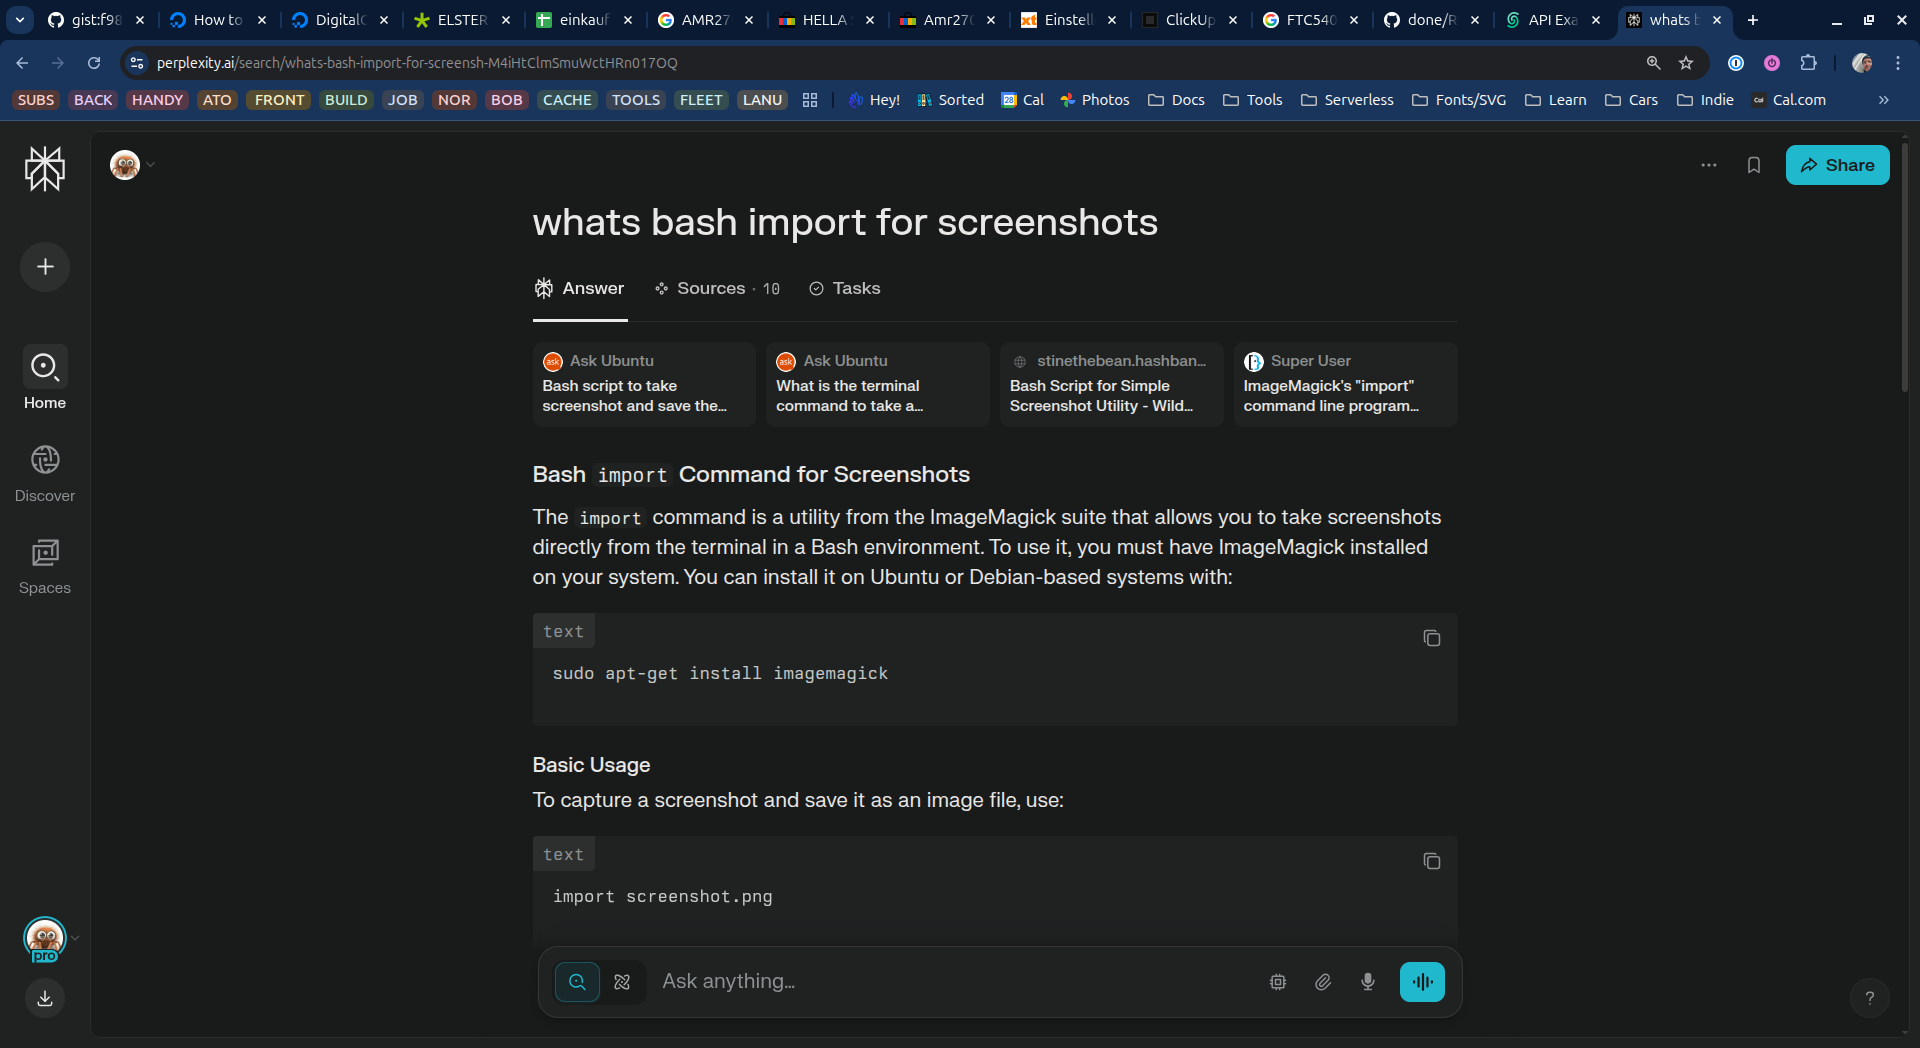 gist:f98
How to
DigitalO
ELSTER
einkauf
AMR27
HELLA
Amr270
Einstell
ClickUp
FTC540
done/R
API Exa
whats b
perplexity.ai/search/whats-bash-import-for-screensh-M4iHtClmSmuWctHRn017OQ
SUBS BACK HANDY ATO FRONT BUILD JOB NOR BOB CACHE TOOLS FLEET LANU Hey! Sorted Cal Photos Docs Tools Serverless Fonts/SVG Learn Cars Indie Cal.com »
Share
whats bash import for screenshots
Answer Sources · 10 Tasks
Ask Ubuntu
Bash script to take
screenshot and save the...
Ask Ubuntu
What is the terminal
command to take a...
stinethebean.hashban...
Bash Script for Simple
Screenshot Utility - Wild...
Super User
ImageMagick's "import"
command line program...
Home
Discover
Spaces
Bash import Command for Screenshots
The import command is a utility from the ImageMagick suite that allows you to take screenshots
directly from the terminal in a Bash environment. To use it, you must have ImageMagick installed
on your system. You can install it on Ubuntu or Debian-based systems with:
text
sudo apt-get install imagemagick
Basic Usage
To capture a screenshot and save it as an image file, use:
text
import screenshot.png
pro
Ask anything...
?